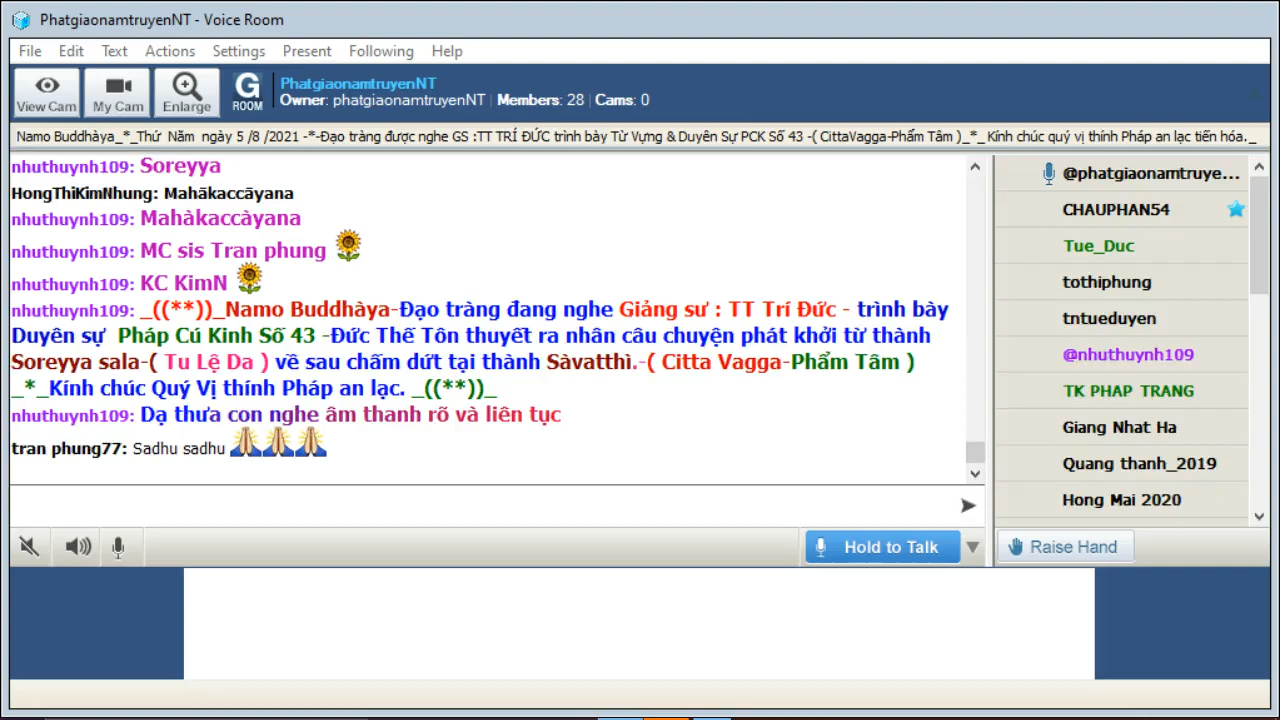 PhatgiaonamtruyenNT - Voice Room
File Edit Text Actions Settings Present Following Help
View Cam My Cam Enlarge G ROOM
PhatgiaonamtruyenNT
Owner: phatgiaonamtruyenNT | Members: 28 | Cams: 0
Namo Buddhàya_*_Thứ Năm ngày 5 /8 /2021 -*-Đạo tràng được nghe GS :TT TRÍ ĐỨC trình bày Từ Vựng & Duyên Sự PCK Số 43 -( CittaVagga-Phẩm Tâm )_*_ Kính chúc quý vị thính Pháp an lạc tiến hóa._
nhuthuynh109: Soreyya
HongThiKimNhung: Mahākaccāyana
nhuthuynh109: Mahàkaccàyana
nhuthuynh109: MC sis Tran phung
nhuthuynh109: KC KimN
nhuthuynh109: _((**))_Namo Buddhàya-Đạo tràng đang nghe Giảng sư : TT Trí Đức - trình bày
Duyên sự Pháp Cú Kinh Số 43 -Đức Thế Tôn thuyết ra nhân câu chuyện phát khởi từ thành
Soreyya sala-( Tu Lệ Da ) về sau chấm dứt tại thành Sàvatthì.-( Citta Vagga-Phẩm Tâm )
_*_Kính chúc Quý Vị thính Pháp an lạc. _((**))_
nhuthuynh109: Dạ thưa con nghe âm thanh rõ và liên tục
tran phung77: Sadhu sadhu
@phatgiaonamtruye...
CHAUPHAN54
Tue_Duc
tothiphung
tntueduyen
@nhuthuynh109
TK PHAP TRANG
Giang Nhat Ha
Quang thanh_2019
Hong Mai 2020
Hold to Talk
Raise Hand